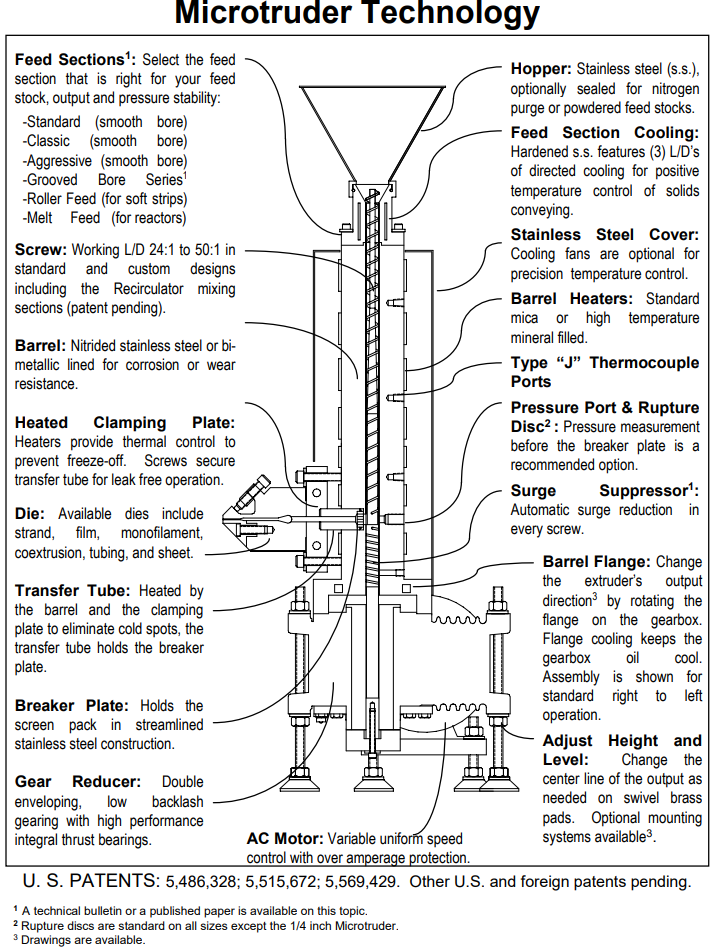 Microtruder Technology
Feed Sections¹: Select the feed
section that is right for your feed
stock, output and pressure stability:
-Standard (smooth bore)
-Classic (smooth bore)
-Aggressive (smooth bore)
-Grooved Bore Series¹
-Roller Feed (for soft strips)
-Melt Feed (for reactors)
Screw: Working L/D 24:1 to 50:1 in
standard and custom designs
including the Recirculator mixing
sections (patent pending).
Barrel: Nitrided stainless steel or bi-
metallic lined for corrosion or wear
resistance.
Heated Clamping Plate:
Heaters provide thermal control to
prevent freeze-off. Screws secure
transfer tube for leak free operation.
Die: Available dies include
strand, film, monofilament,
coextrusion, tubing, and sheet.
Transfer Tube: Heated by
the barrel and the clamping
plate to eliminate cold spots, the
transfer tube holds the breaker
plate.
Breaker Plate: Holds the
screen pack in streamlined
stainless steel construction.
Gear Reducer: Double
enveloping, low backlash
gearing with high performance
integral thrust bearings.
Hopper: Stainless steel (s.s.),
optionally sealed for nitrogen
purge or powdered feed stocks.
Feed Section Cooling:
Hardened s.s. features (3) L/D's
of directed cooling for positive
temperature control of solids
conveying.
Stainless Steel Cover:
Cooling fans are optional for
precision temperature control.
Barrel Heaters: Standard
mica or high temperature
mineral filled.
Type “J” Thermocouple
Ports
Pressure Port & Rupture
Disc² : Pressure measurement
before the breaker plate is a
recommended option.
Surge Suppressor¹:
Automatic surge reduction in
every screw.
Barrel Flange: Change
the extruder's output
direction³ by rotating the
flange on the gearbox.
Flange cooling keeps the
gearbox oil cool.
Assembly is shown for
standard right to left
operation.
Adjust Height and
Level: Change the
center line of the output as
needed on swivel brass
pads. Optional mounting
systems available³.
AC Motor: Variable uniform speed
control with over amperage protection.
U. S. PATENTS: 5,486,328; 5,515,672; 5,569,429. Other U.S. and foreign patents pending.
¹ A technical bulletin or a published paper is available on this topic.
² Rupture discs are standard on all sizes except the 1/4 inch Microtruder.
³ Drawings are available.